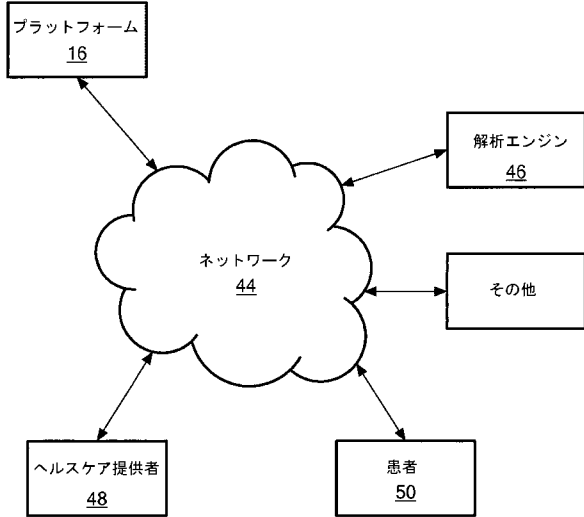 プラットフォーム
16
解析エンジン
46
ネットワーク
44
その他
ヘルスケア提供者
48
患者
50